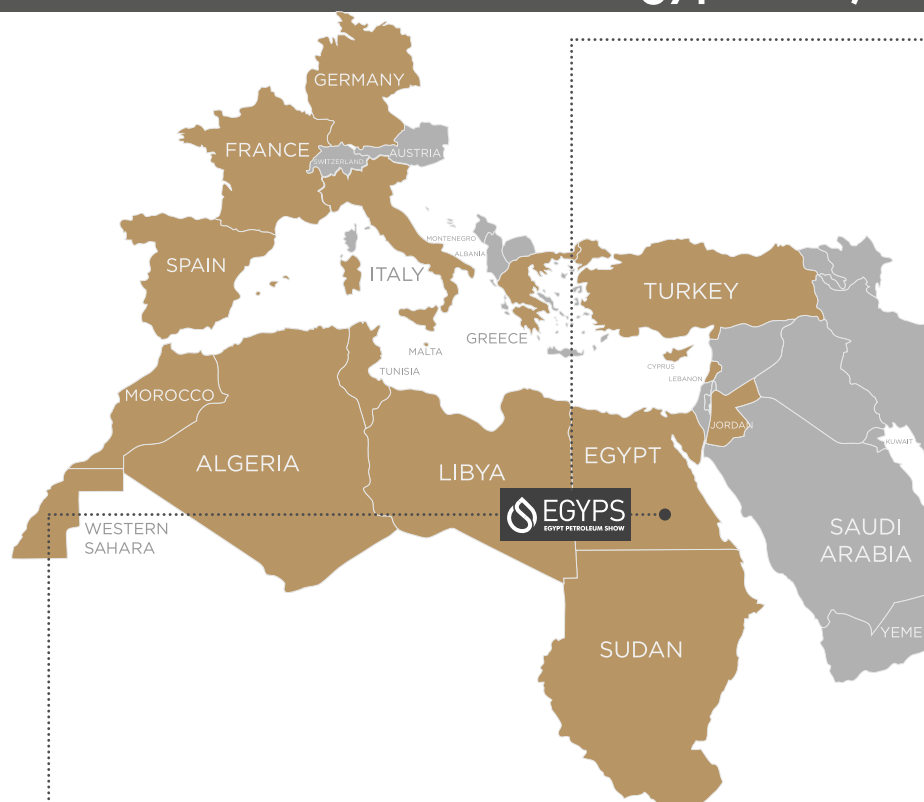 GERMANY
FRANCE
SWITZERLAND
AUSTRIA
MONTENEGRO
ALBANIA
SPAIN
ITALY
TURKEY
GREECE
MALTA
TUNISIA
CYPRUS
LEBANON
MOROCCO
JORDAN
KUWAIT
ALGERIA
LIBYA
EGYPT
EGYPS
EGYPT PETROLEUM SHOW
WESTERN
SAHARA
SAUDI
ARABIA
YEME
SUDAN